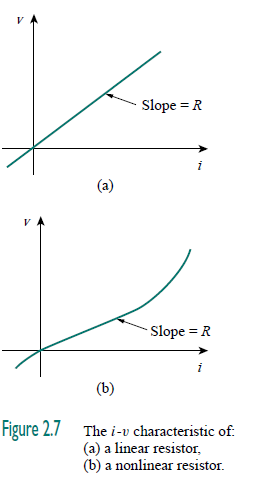 v
Slope = R
i
(a)
v
Slope = R
i
(b)
Figure 2.7 The i-v characteristic of:
(a) a linear resistor,
(b) a nonlinear resistor.